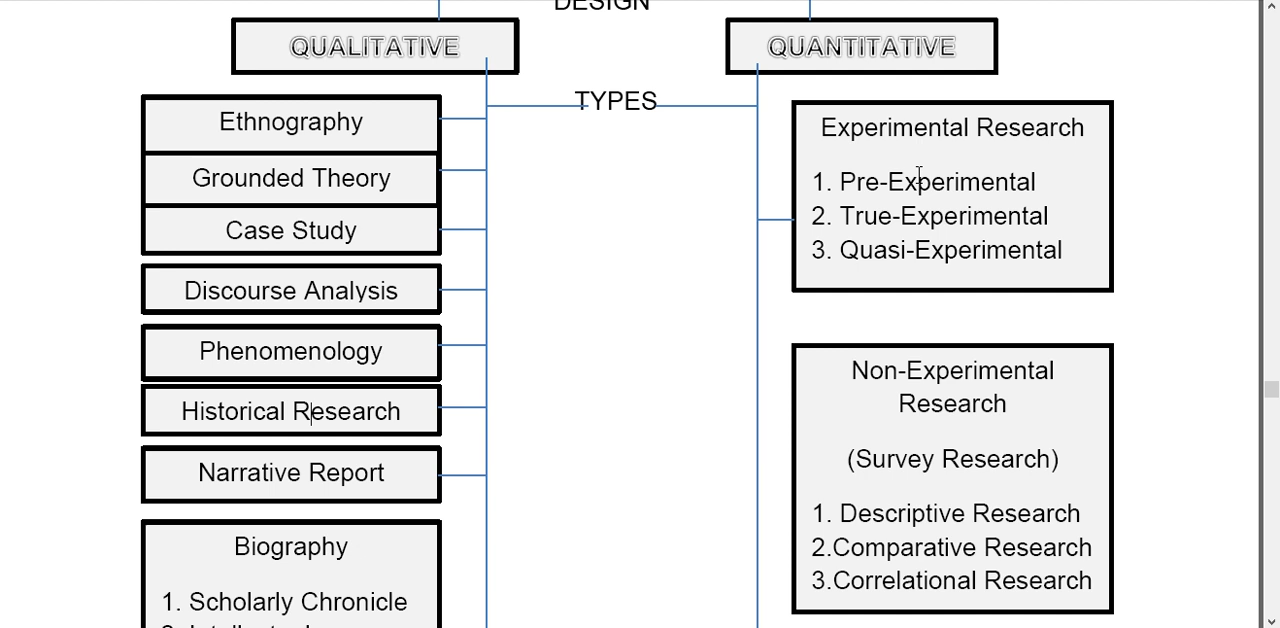 DESIGN
QUALITATIVE
QUANTITATIVE
TYPES
Ethnography
Grounded Theory
Case Study
Discourse Analysis
Phenomenology
Historical Research
Narrative Report
Biography
1. Scholarly Chronicle
Experimental Research
1. Pre-Experimental
2. True-Experimental
3. Quasi-Experimental
Non-Experimental
Research
(Survey Research)
1. Descriptive Research
2.Comparative Research
3.Correlational Research